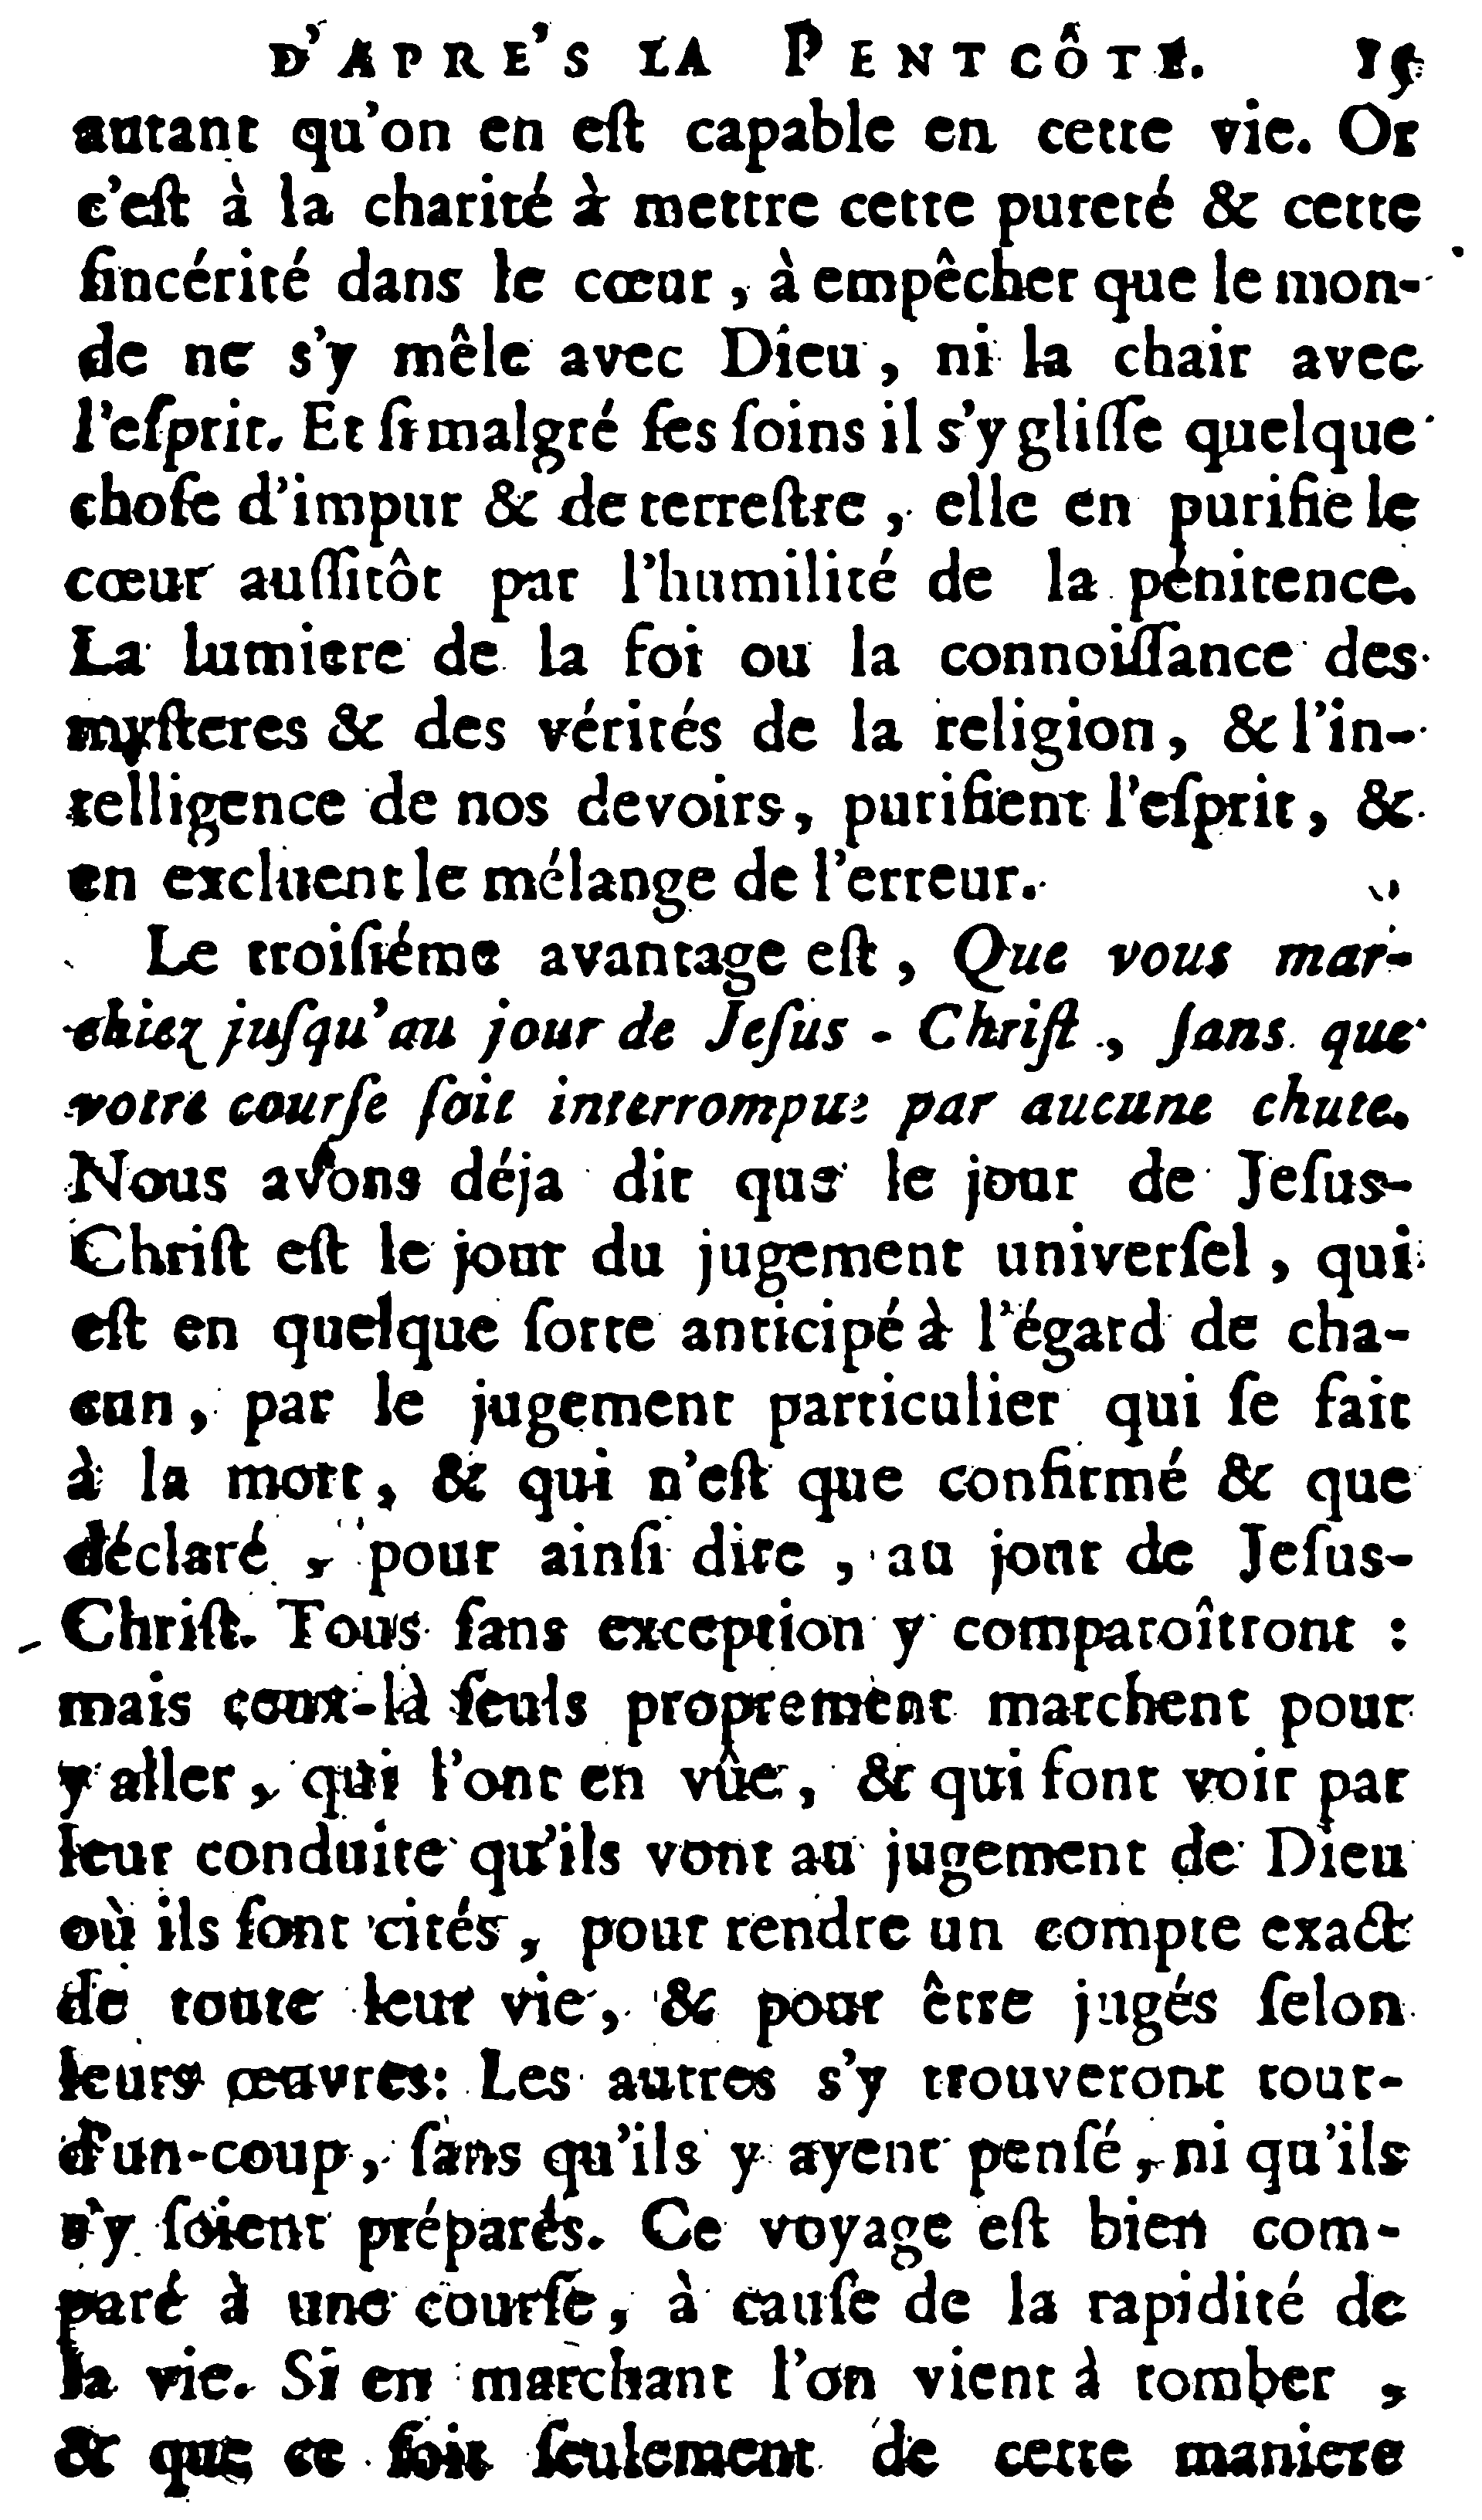 D'APRE'S LA PENTCÔTE. 15
autant qu'on en eſt capable en cette vie. Or
c'eſt à la charité à mettre cette pureté & cette
ſincérité dans le cœur, à empêcher que le mon-
de ne s'y mêle avec Dieu, ni la chair avec
l'eſprit. Et ſi malgré ſes ſoins il s'y gliſſe quelque
choſe d'impur & de terreſtre, elle en purifie le
cœur auſſitôt par l'humilité de la pénitence.
La lumiere de la foi ou la connoiſſance des
myſteres & des vérités de la religion, & l'in-
telligence de nos devoirs, purifient l'eſprit, &
en excluent le mélange de l'erreur.
Le troiſiéme avantage eſt, Que vous mar-
chiez juſqu'au jour de Jeſus-Chriſt, ſans que
votre courſe ſoit interrompue par aucune chute.
Nous avons déja dit que le jour de Jeſus-
Chriſt eſt le jour du jugement univerſel, qui
eſt en quelque ſorte anticipé à l'égard de cha-
cun, par le jugement particulier qui ſe fait
à la mort, & qui n'eſt que confirmé & que
déclaré, pour ainſi dire, au jour de Jeſus-
Chriſt. Tous ſans exception y comparoîtront :
mais ceux-là ſeuls proprement marchent pour
y aller, qui l'ont en vûe, & qui font voir par
leur conduite qu'ils vont au jugement de Dieu
où ils ſont cités, pour rendre un compte exact
de toute leur vie, & pour être jugés ſelon
leurs œuvres: Les autres s'y trouveront tout-
d'un-coup, ſans qu'ils y ayent penſé, ni qu'ils
s'y ſoient préparés. Ce voyage eſt bien com-
paré à une courſe, à cauſe de la rapidité de
la vie. Si en marchant l'on vient à tomber,
& que ce ſoit ſeulement de cette maniere